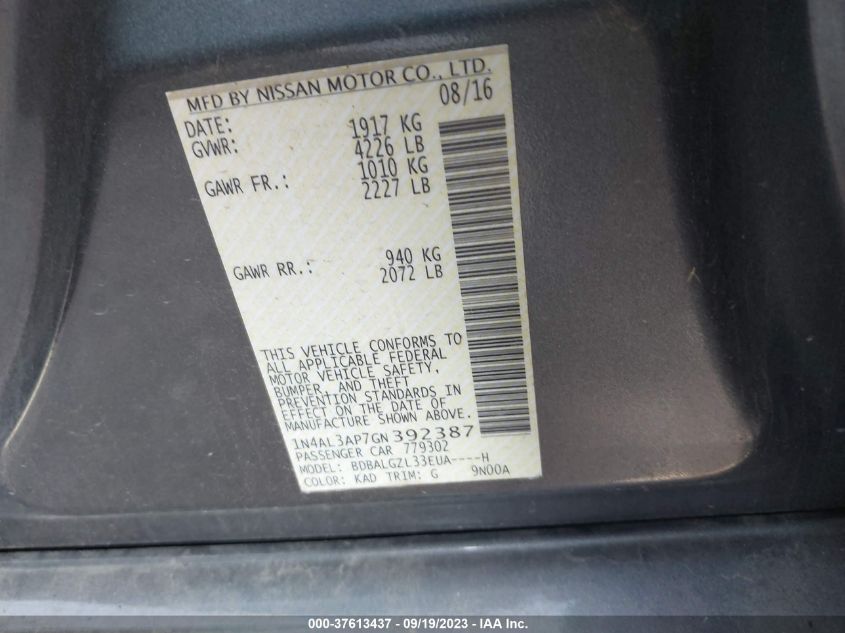 MFD BY NISSAN MOTOR CO., LTD.
DATE: 08/16
GVWR: 1917 KG
4226 LB
GAWR FR.: 1010 KG
2227 LB
GAWR RR.: 940 KG
2072 LB
THIS VEHICLE CONFORMS TO
ALL APPLICABLE FEDERAL
MOTOR VEHICLE SAFETY,
BUMPER, AND THEFT
PREVENTION STANDARDS IN
EFFECT ON THE DATE OF
MANUFACTURE SHOWN ABOVE.
1N4AL3AP7GN392387
PASSENGER CAR 779302
MODEL: BDBALGZL33EUA----H
COLOR: KAD TRIM: G 9N00A
000-37613437 - 09/19/2023 - IAA Inc.